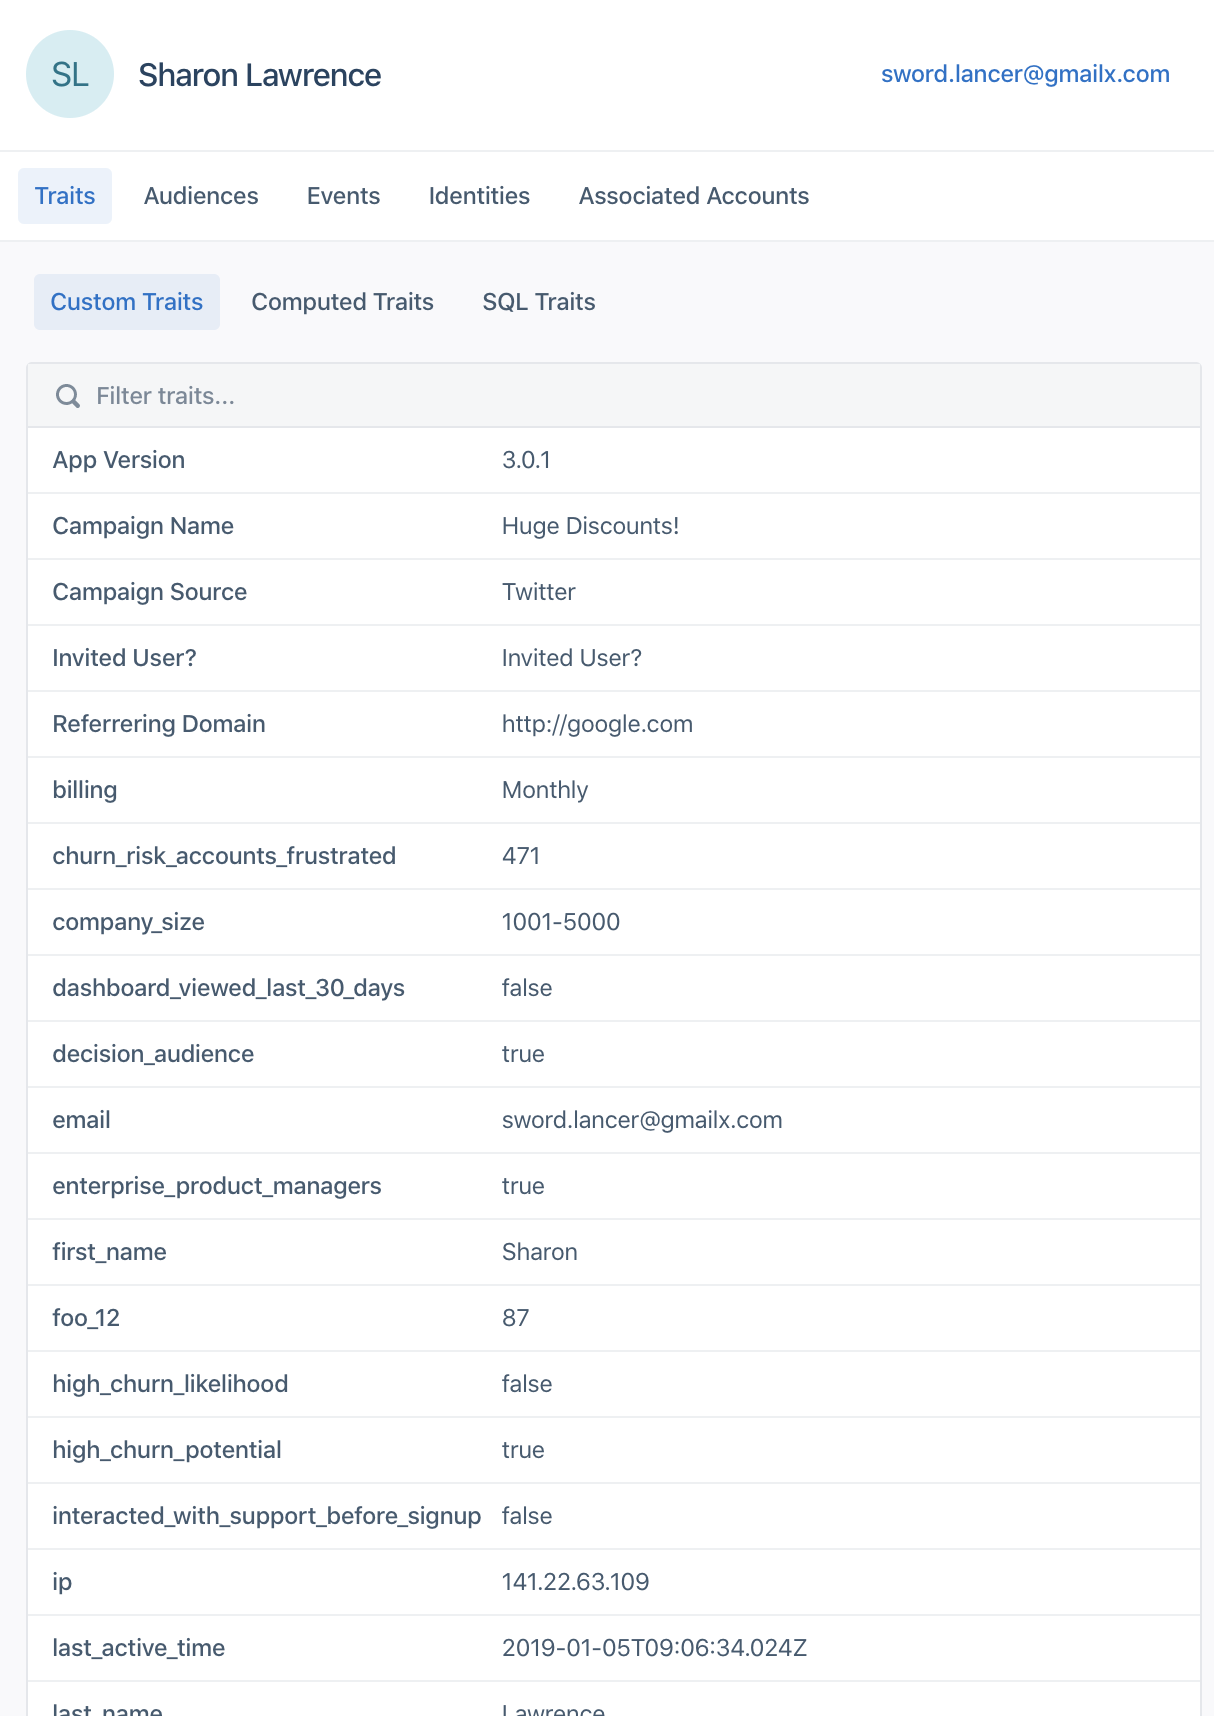 SL
Sharon Lawrence
sword.lancer@gmailx.com
Traits Audiences Events Identities Associated Accounts
Custom Traits Computed Traits SQL Traits
Filter traits...
App Version 3.0.1
Campaign Name Huge Discounts!
Campaign Source Twitter
Invited User? Invited User?
Referrering Domain http://google.com
billing Monthly
churn_risk_accounts_frustrated 471
company_size 1001-5000
dashboard_viewed_last_30_days false
decision_audience true
email sword.lancer@gmailx.com
enterprise_product_managers true
first_name Sharon
foo_12 87
high_churn_likelihood false
high_churn_potential true
interacted_with_support_before_signup false
ip 141.22.63.109
last_active_time 2019-01-05T09:06:34.024Z
last_name Lawrence